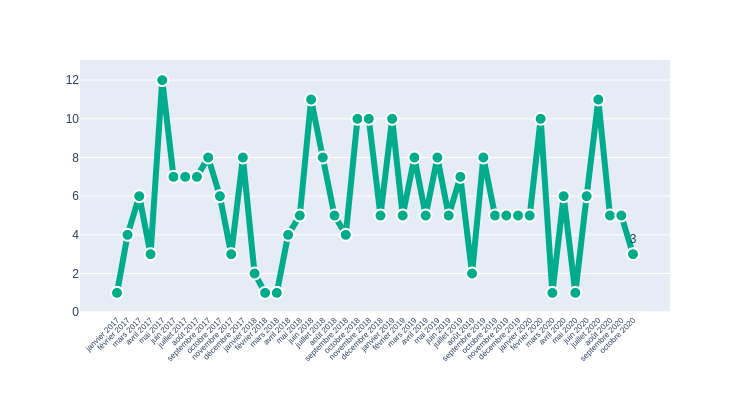 12
10
8
6
4
2
0
3
janvier 2017
février 2017
mars 2017
avril 2017
mai 2017
juin 2017
juillet 2017
août 2017
septembre 2017
octobre 2017
novembre 2017
décembre 2017
janvier 2018
février 2018
mars 2018
avril 2018
mai 2018
juin 2018
juillet 2018
août 2018
septembre 2018
octobre 2018
novembre 2018
décembre 2018
janvier 2019
février 2019
mars 2019
avril 2019
mai 2019
juin 2019
juillet 2019
août 2019
septembre 2019
octobre 2019
novembre 2019
décembre 2019
janvier 2020
février 2020
mars 2020
avril 2020
mai 2020
juin 2020
juillet 2020
août 2020
septembre 2020
octobre 2020